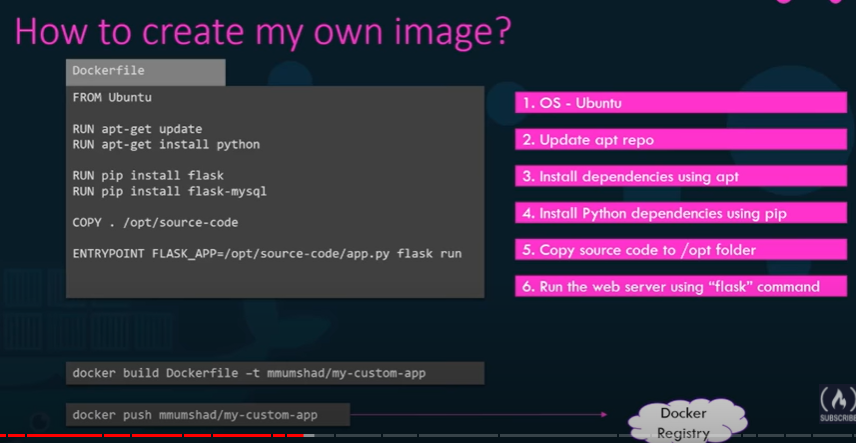 How to create my own image?
Dockerfile
FROM Ubuntu
RUN apt-get update
RUN apt-get install python
RUN pip install flask
RUN pip install flask-mysql
COPY . /opt/source-code
ENTRYPOINT FLASK_APP=/opt/source-code/app.py flask run
1. OS - Ubuntu
2. Update apt repo
3. Install dependencies using apt
4. Install Python dependencies using pip
5. Copy source code to /opt folder
6. Run the web server using “flask” command
docker build Dockerfile –t mmumshad/my-custom-app
docker push mmumshad/my-custom-app
Docker
Registry
SUBSCRIBE